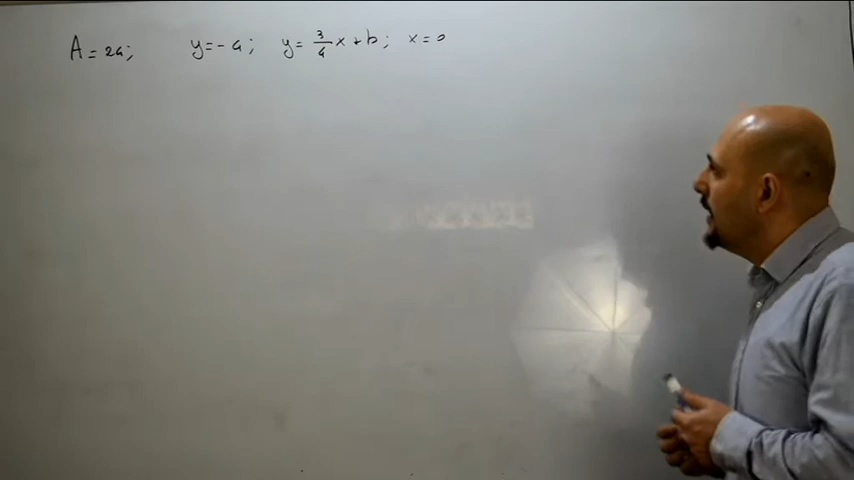 A = 24; y = -4; y = 3/4 x + b; x = 0